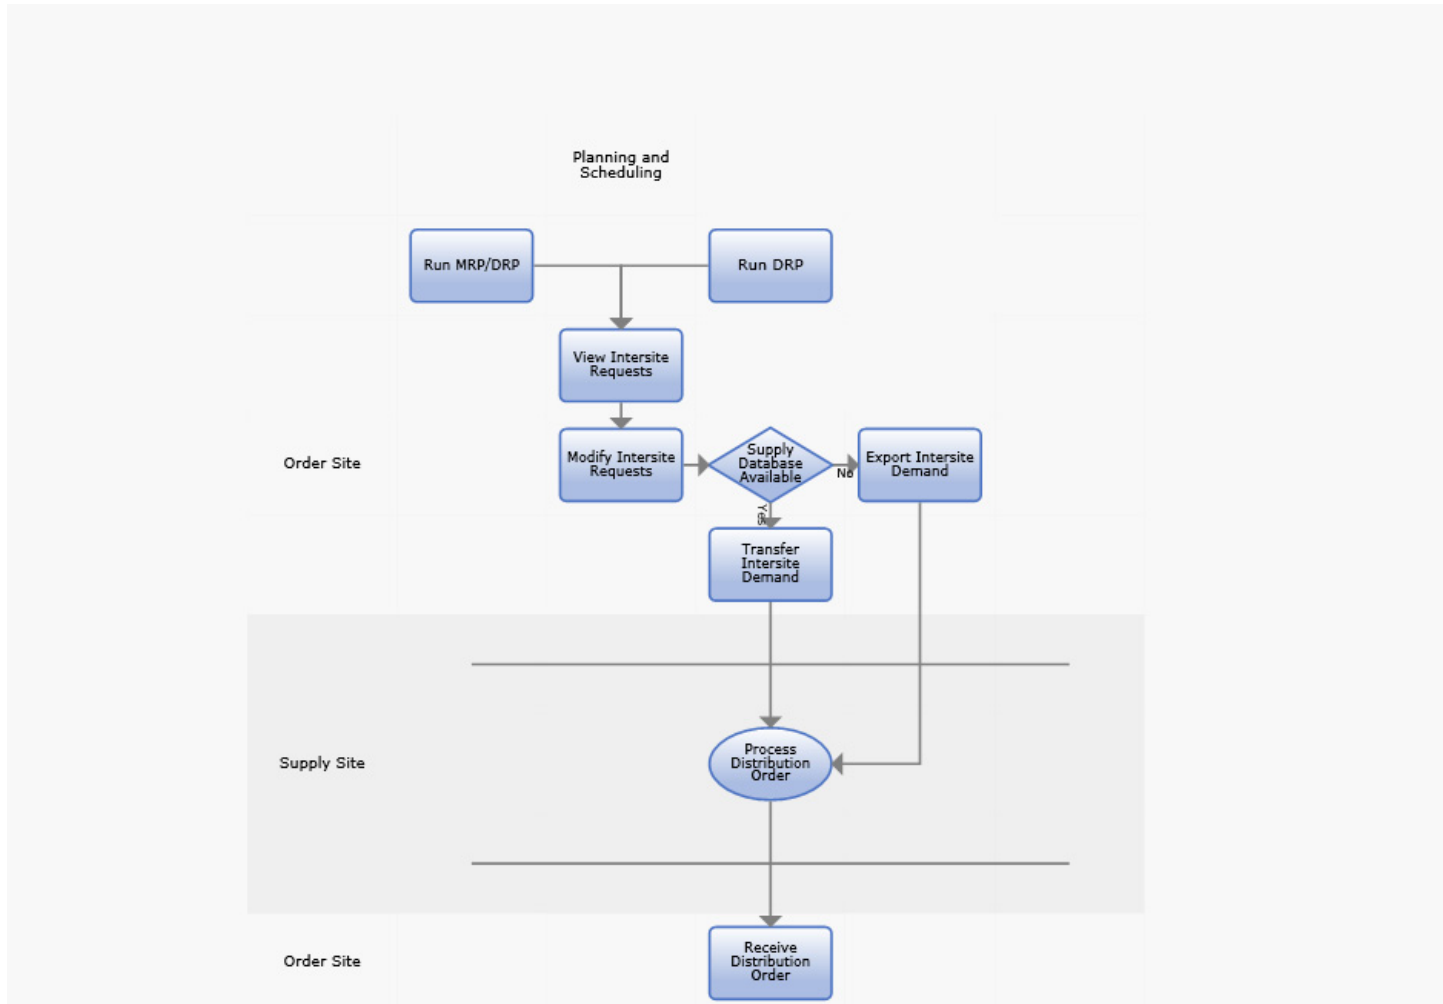 Planning and
Scheduling
Run MRP/DRP
Run DRP
View Intersite
Requests
Order Site
Modify Intersite
Requests
Supply
Database
Available
No
Export Intersite
Demand
Yes
Transfer
Intersite
Demand
Supply Site
Process
Distribution
Order
Order Site
Receive
Distribution
Order